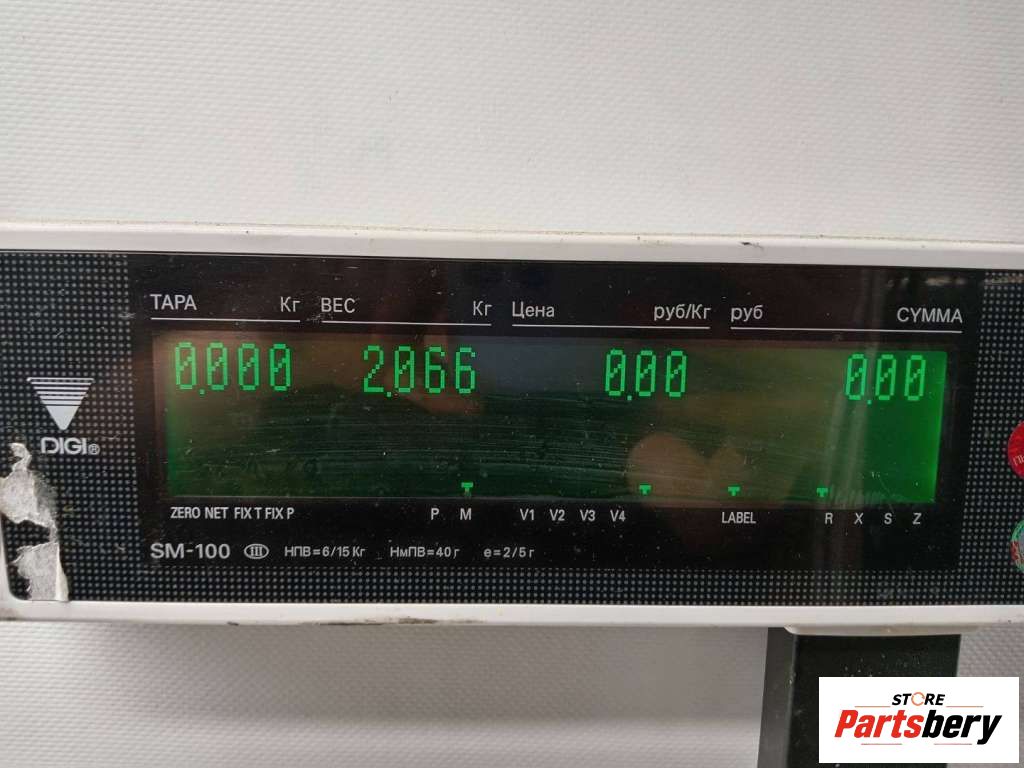 ТАРА Кг ВЕС Кг Цена руб/Кг руб СУММА
0.000 2.066 0.00 0.00
DIGI®
ZERO NET FIX T FIX P P M V1 V2 V3 V4 LABEL R X S Z
SM-100 III НПВ=6/15 Кг НмПВ=40 г e=2/5 г
STORE
Partsbery